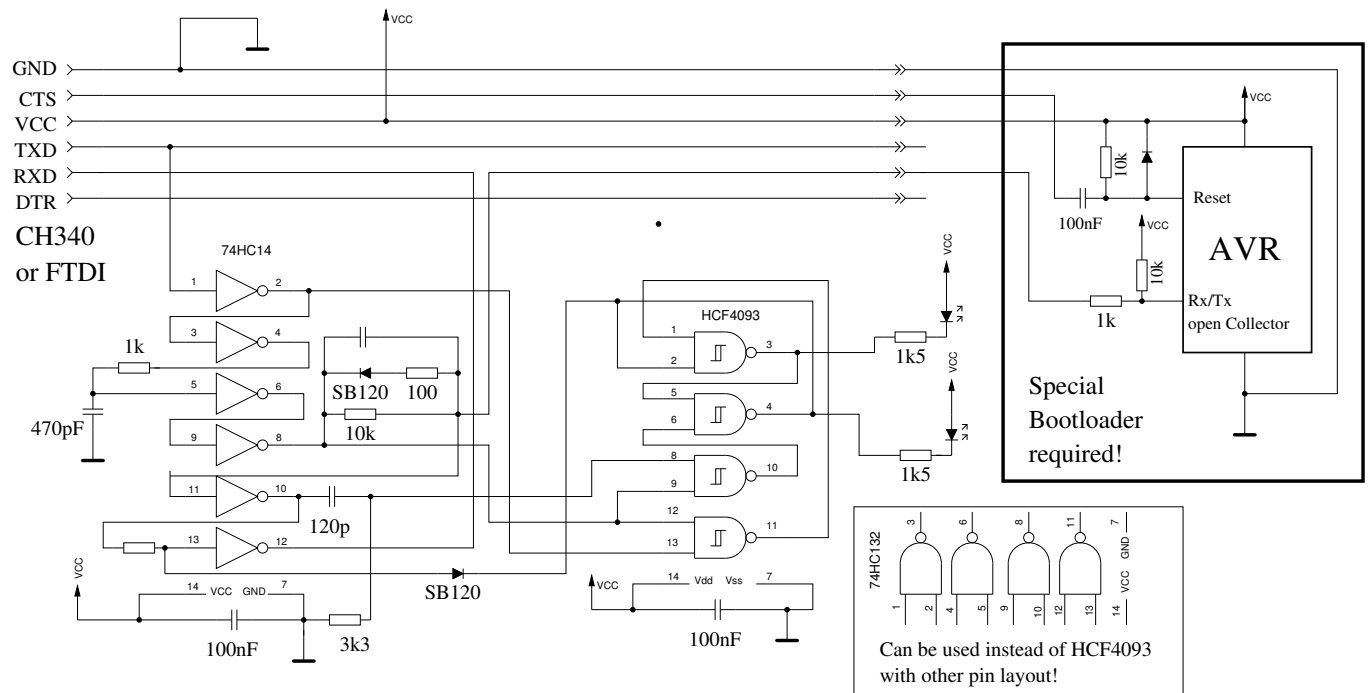 VCC
GND
CTS
VCC
TXD
RXD
DTR
CH340
or FTDI
VCC
10k
Reset
100nF
VCC
AVR
10k
1k
Rx/Tx
open Collector
Special
Bootloader
required!
74HC14
1
2
3
4
1k
5
6
470pF
9
8
SB120
100
10k
11
10
120p
13
12
SB120
VCC
14 VCC GND 7
100nF
3k3
HCF4093
1
2
3
VCC
1k5
5
6
4
VCC
1k5
8
9
10
12
13
11
VCC
14 Vdd Vss 7
100nF
74HC132
3
6
8
11
7
GND
1
2
4
5
9
10
12
13
14
VCC
Can be used instead of HCF4093
with other pin layout!